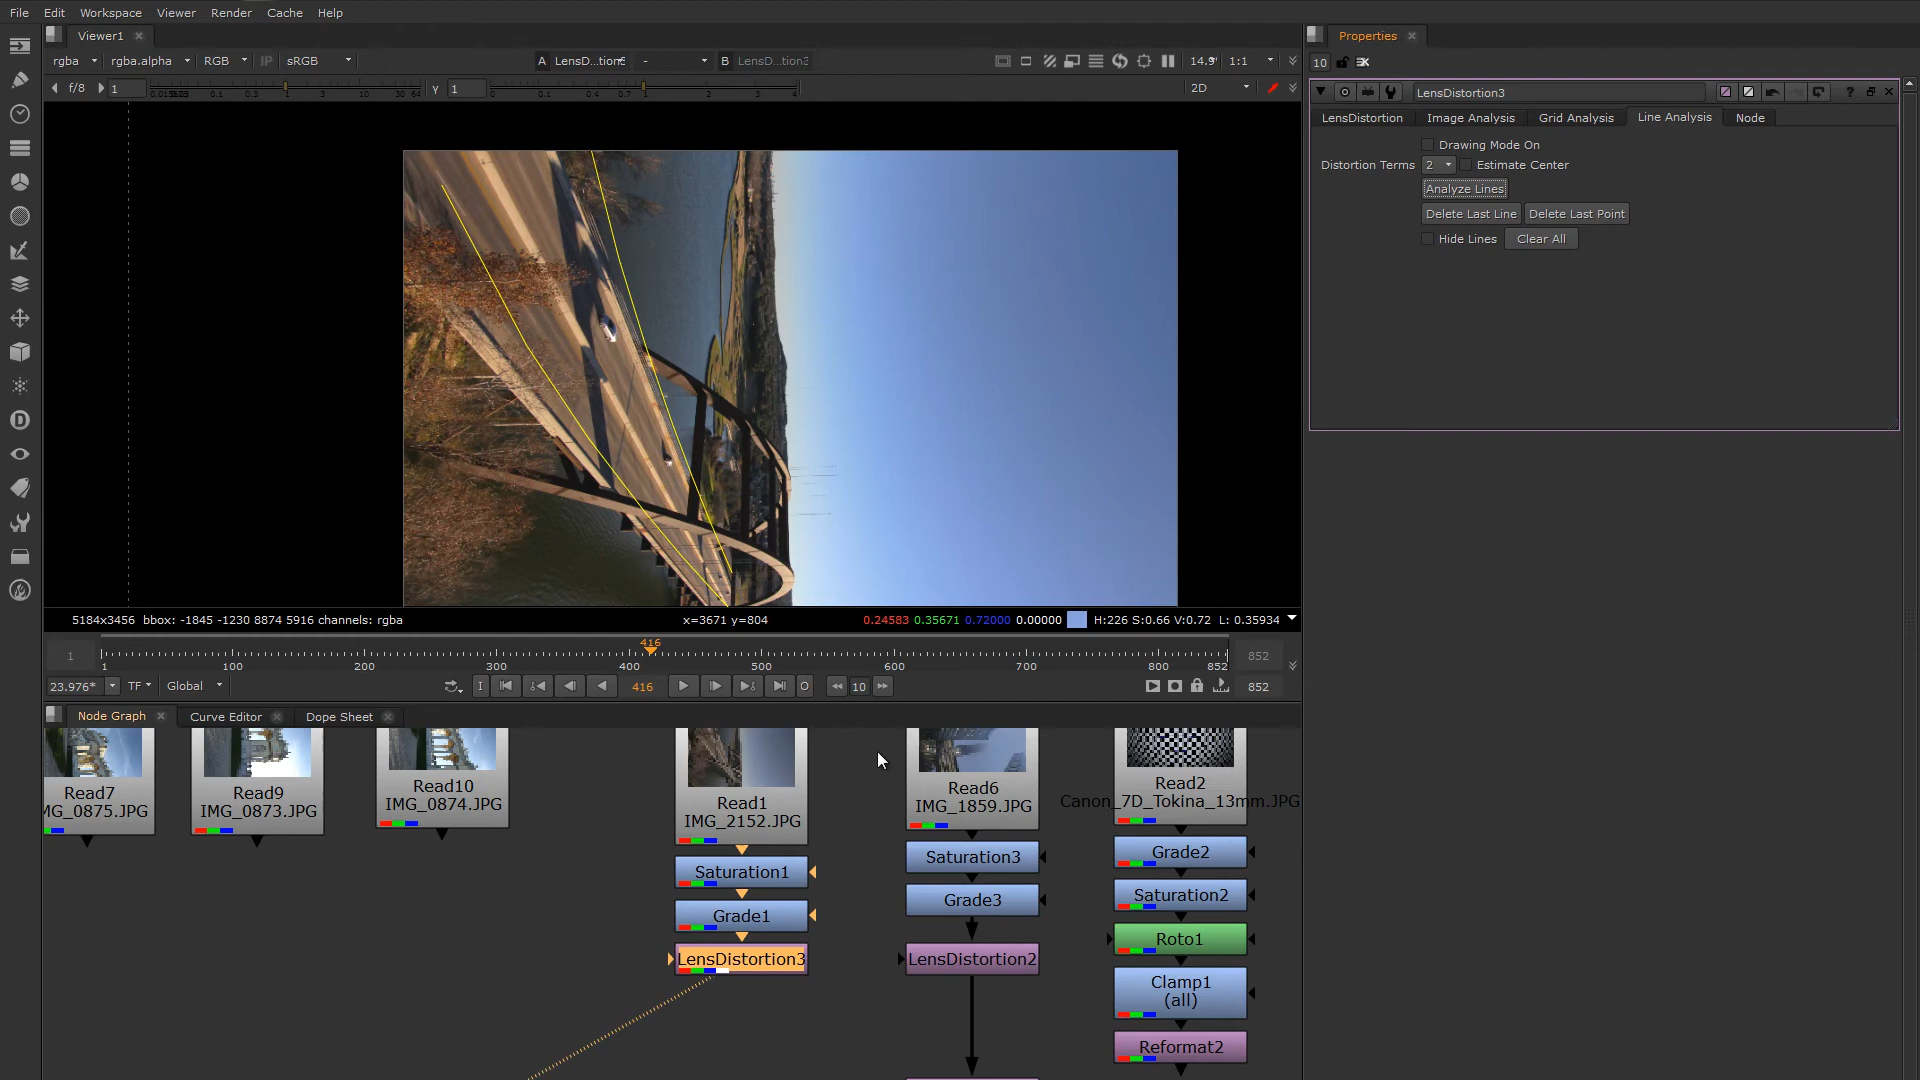 File Edit Workspace Viewer Render Cache Help
Viewer1
Properties
rgba rgba.alpha RGB IP sRGB A LensD...tion - B LensD...tion3 1:1
10
f/8 1 γ 1 2D
LensDistortion3
LensDistortion Image Analysis Grid Analysis Line Analysis Node
Drawing Mode On
Distortion Terms 2 Estimate Center
Analyze Lines
Delete Last Line Delete Last Point
Hide Lines Clear All
5184x3456 bbox: -1845 -1230 8874 5916 channels: rgba x=3671 y=804 0.24583 0.35671 0.72000 0.00000 H:226 S:0.66 V:0.72 L: 0.35934
416
1 1 100 200 300 400 500 600 700 800 852 852
23.976* TF Global I 416 O 10 852
Node Graph Curve Editor Dope Sheet
Read7
MG_0875.JPG
Read9
IMG_0873.JPG
Read10
IMG_0874.JPG
Read1
IMG_2152.JPG
Read6
IMG_1859.JPG
Read2
Canon_7D_Tokina_13mm.JPG
Saturation1
Grade1
LensDistortion3
Saturation3
Grade3
LensDistortion2
Grade2
Saturation2
Roto1
Clamp1
(all)
Reformat2